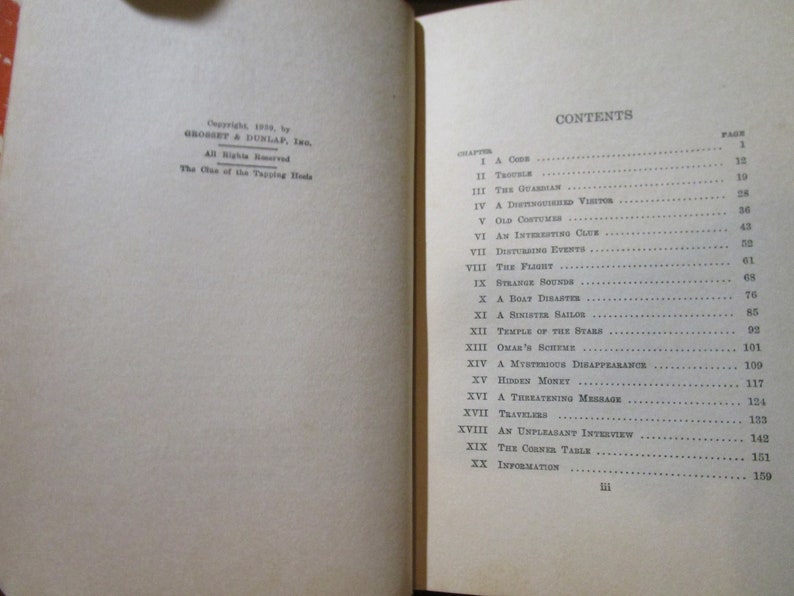 Copyright, 1939, by
GROSSET & DUNLAP, Inc.
All Rights Reserved
The Clue of the Tapping Heels
CONTENTS
CHAPTER PAGE
I A Code 1
II Trouble 12
III The Guardian 19
IV A Distinguished Visitor 28
V Old Costumes 36
VI An Interesting Clue 43
VII Disturbing Events 52
VIII The Flight 61
IX Strange Sounds 68
X A Boat Disaster 76
XI A Sinister Sailor 85
XII Temple of the Stars 92
XIII Omar's Scheme 101
XIV A Mysterious Disappearance 109
XV Hidden Money 117
XVI A Threatening Message 124
XVII Travelers 133
XVIII An Unpleasant Interview 142
XIX The Corner Table 151
XX Information 159
iii